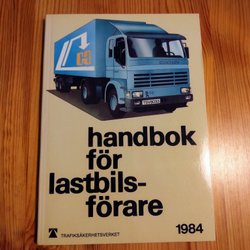 handbok
för
lastbils-
förare
1984
TRAFIKSÄKERHETSVERKET